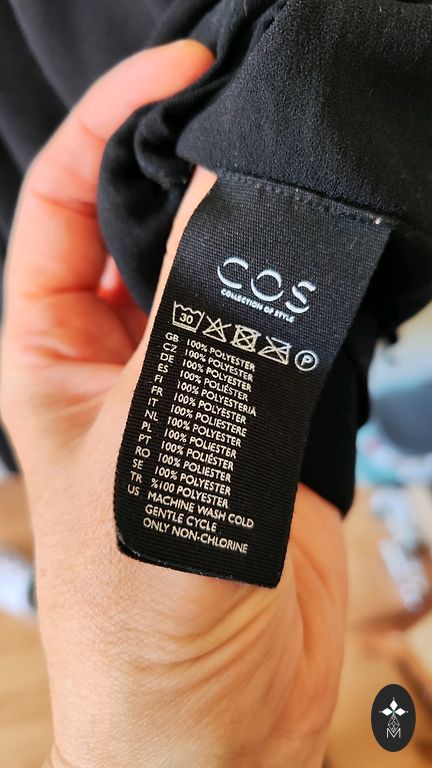 COS
COLLECTION OF STYLE
30 P
GB 100% POLYESTER
CZ 100% POLYESTER
DE 100% POLYESTER
ES 100% POLIÉSTER
FI 100% POLYESTERIÄ
FR 100% POLYESTER
IT 100% POLIESTERE
NL 100% POLYESTER
PL 100% POLIESTER
PT 100% POLIÉSTER
RO 100% POLIESTER
SE 100% POLYESTER
TR %100 POLYESTER
US MACHINE WASH COLD
GENTLE CYCLE
ONLY NON-CHLORINE
M